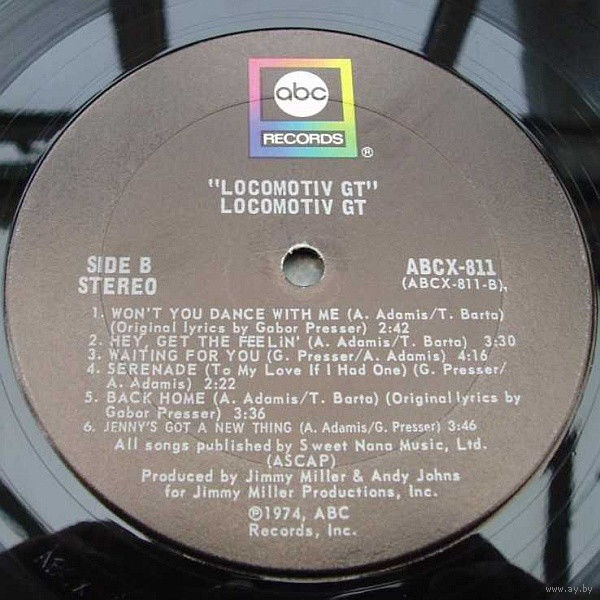 abc
RECORDS
®
"LOCOMOTIV GT"
LOCOMOTIV GT
SIDE B
STEREO
ABCX-811
(ABCX-811-B)
1. WON'T YOU DANCE WITH ME (A. Adamis/T. Barta)
(Original lyrics by Gabor Presser) 2:42
2. HEY, GET THE FEELIN' (A. Adamis/T. Barta) 3:30
3. WAITING FOR YOU (G. Presser/A. Adamis) 4:16
4. SERENADE (To My Love If I Had One) (G. Presser/
A. Adamis) 2:22
5. BACK HOME (A. Adamis/T. Barta) (Original lyrics by
Gabor Presser) 3:36
6. JENNY'S GOT A NEW THING (A. Adamis/G. Presser) 3:46
All songs published by Sweet Nana Music, Ltd.
(ASCAP)
Produced by Jimmy Miller & Andy Johns
for Jimmy Miller Productions, Inc.
℗1974, ABC
Records, Inc.
www.ay.by